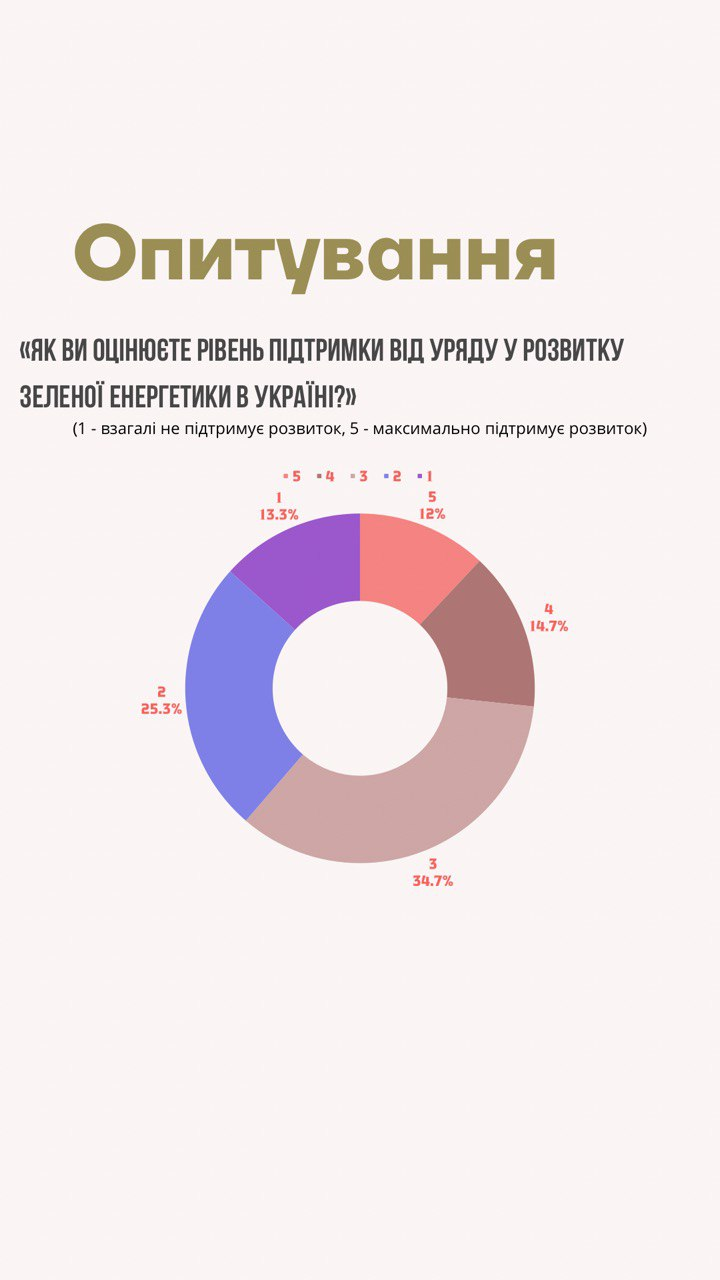 Опитування
«ЯК ВИ ОЦІНЮЄТЕ РІВЕНЬ ПІДТРИМКИ ВІД УРЯДУ У РОЗВИТКУ
ЗЕЛЕНОЇ ЕНЕРГЕТИКИ В УКРАЇНІ?»
(1 - взагалі не підтримує розвиток, 5 - максимально підтримує розвиток)
5 4 3 2 1
1
13.3%
5
12%
4
14.7%
2
25.3%
3
34.7%